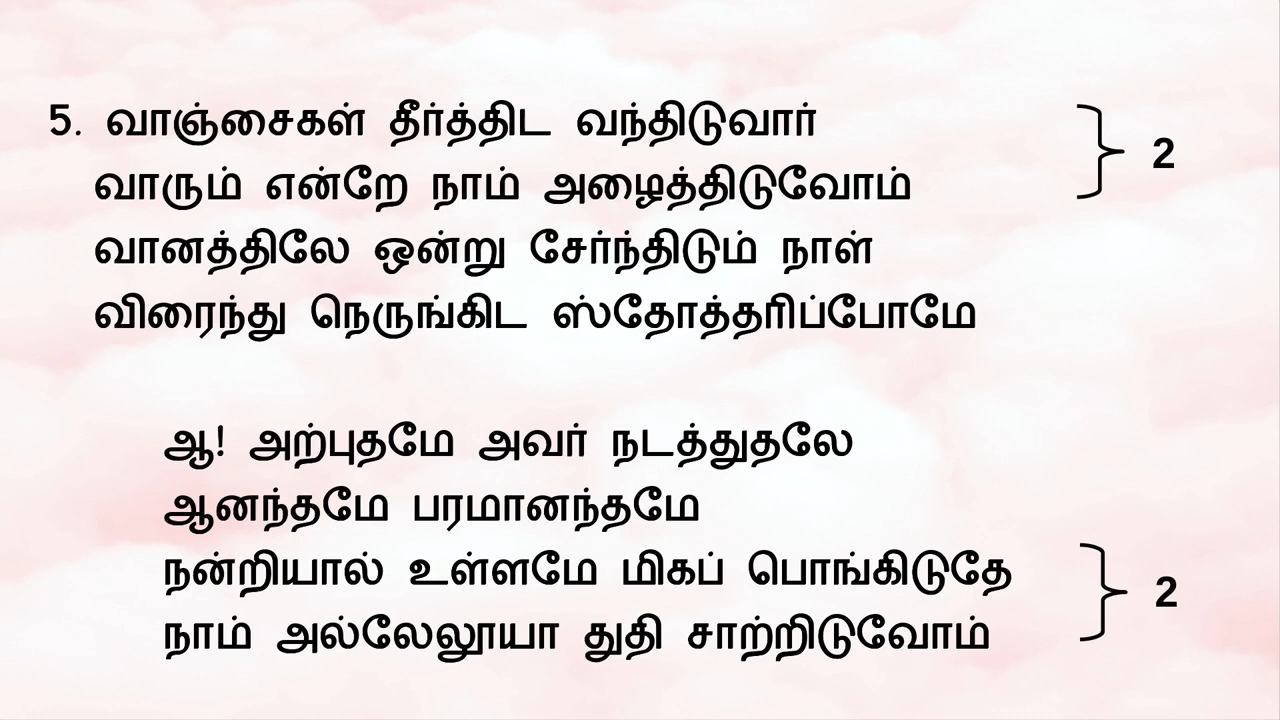 5. வாஞ்சைகள் தீர்த்திட வந்திடுவார்
வாரும் என்றே நாம் அழைத்திடுவோம்
2
வானத்திலே ஒன்று சேர்ந்திடும் நாள்
விரைந்து நெருங்கிட ஸ்தோத்தரிப்போமே
ஆ! அற்புதமே அவர் நடத்துதலே
ஆனந்தமே பரமானந்தமே
நன்றியால் உள்ளமே மிகப் பொங்கிடுதே
நாம் அல்லேலூயா துதி சாற்றிடுவோம்
2